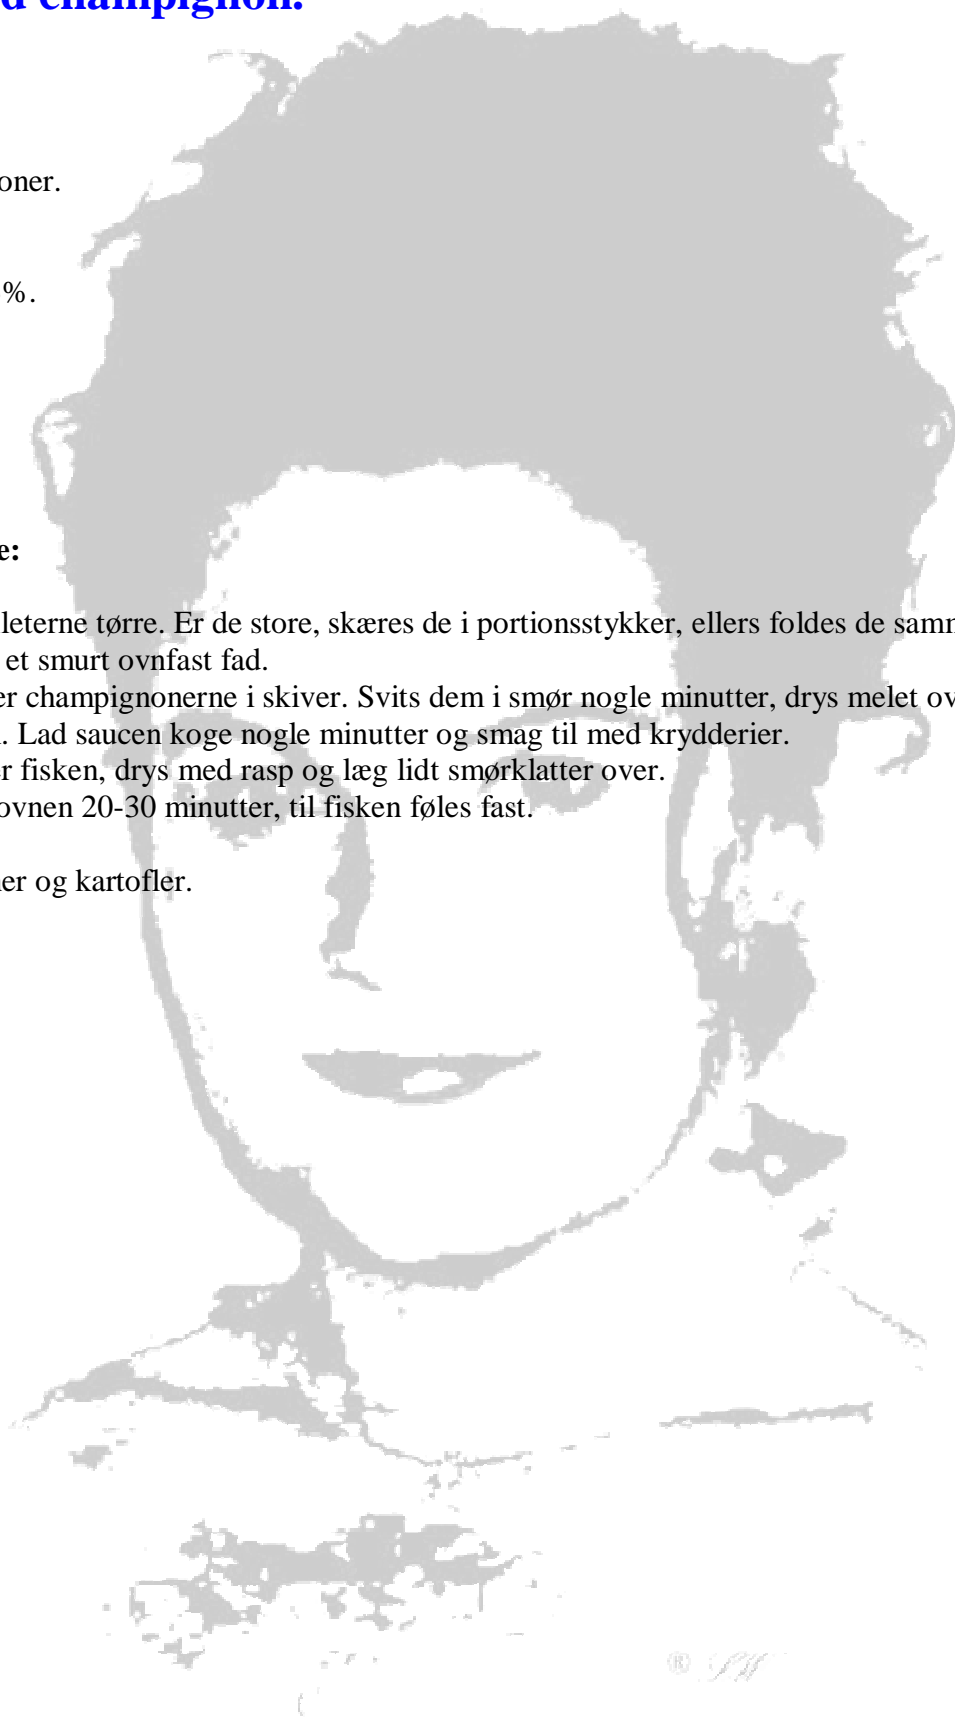 d champignon.
oner.
%.
e:
leterne tørre. Er de store, skæres de i portionsstykker, ellers foldes de samm
et smurt ovnfast fad.
er champignonerne i skiver. Svits dem i smør nogle minutter, drys melet ov
. Lad saucen koge nogle minutter og smag til med krydderier.
er fisken, drys med rasp og læg lidt smørklatter over.
ovnen 20-30 minutter, til fisken føles fast.
ner og kartofler.
®